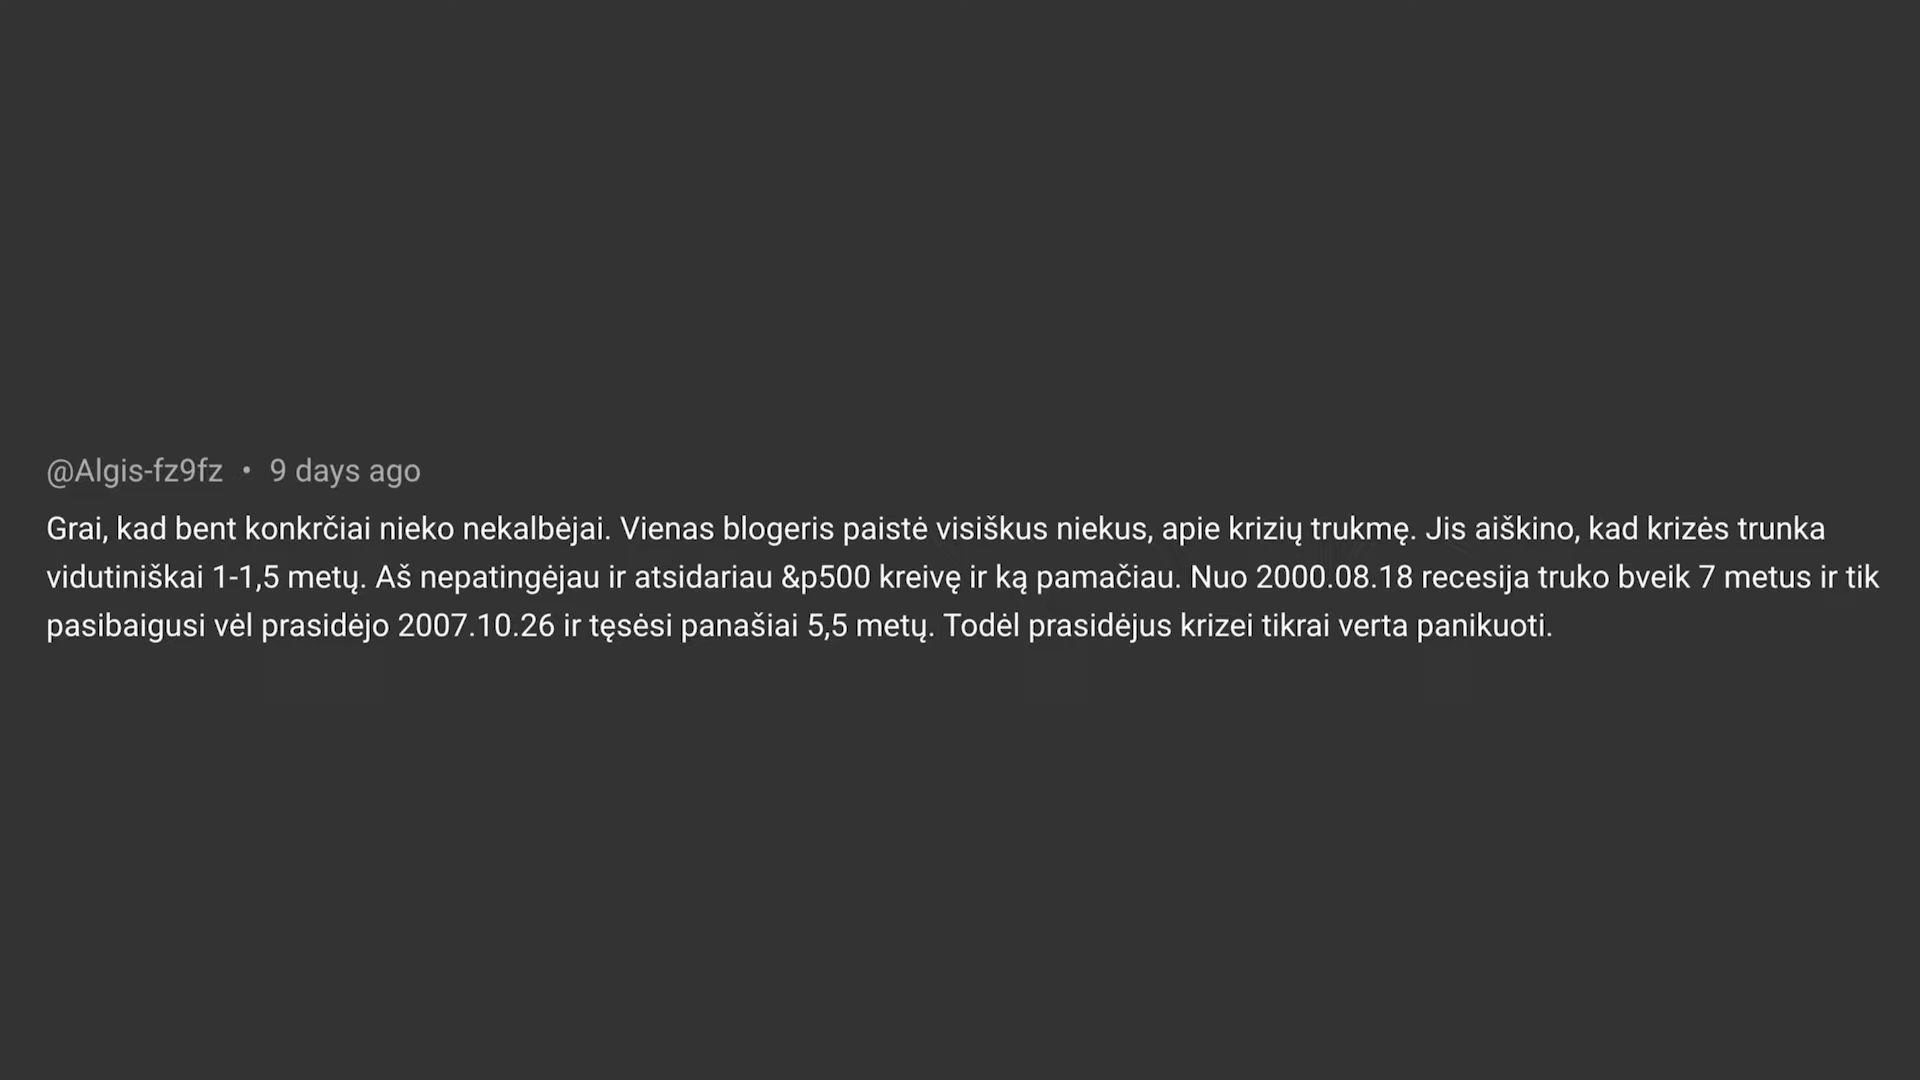 @Algis-fz9fz • 9 days ago
Grai, kad bent konkrčiai nieko nekalbėjai. Vienas blogeris paistė visiškus niekus, apie krizių trukmę. Jis aiškino, kad krizės trunka
vidutiniškai 1-1,5 metų. Aš nepatingėjau ir atsidariau &p500 kreivę ir ką pamačiau. Nuo 2000.08.18 recesija truko bveik 7 metus ir tik
pasibaigusi vėl prasidėjo 2007.10.26 ir tęsėsi panašiai 5,5 metų. Todėl prasidėjus krizei tikrai verta panikuoti.